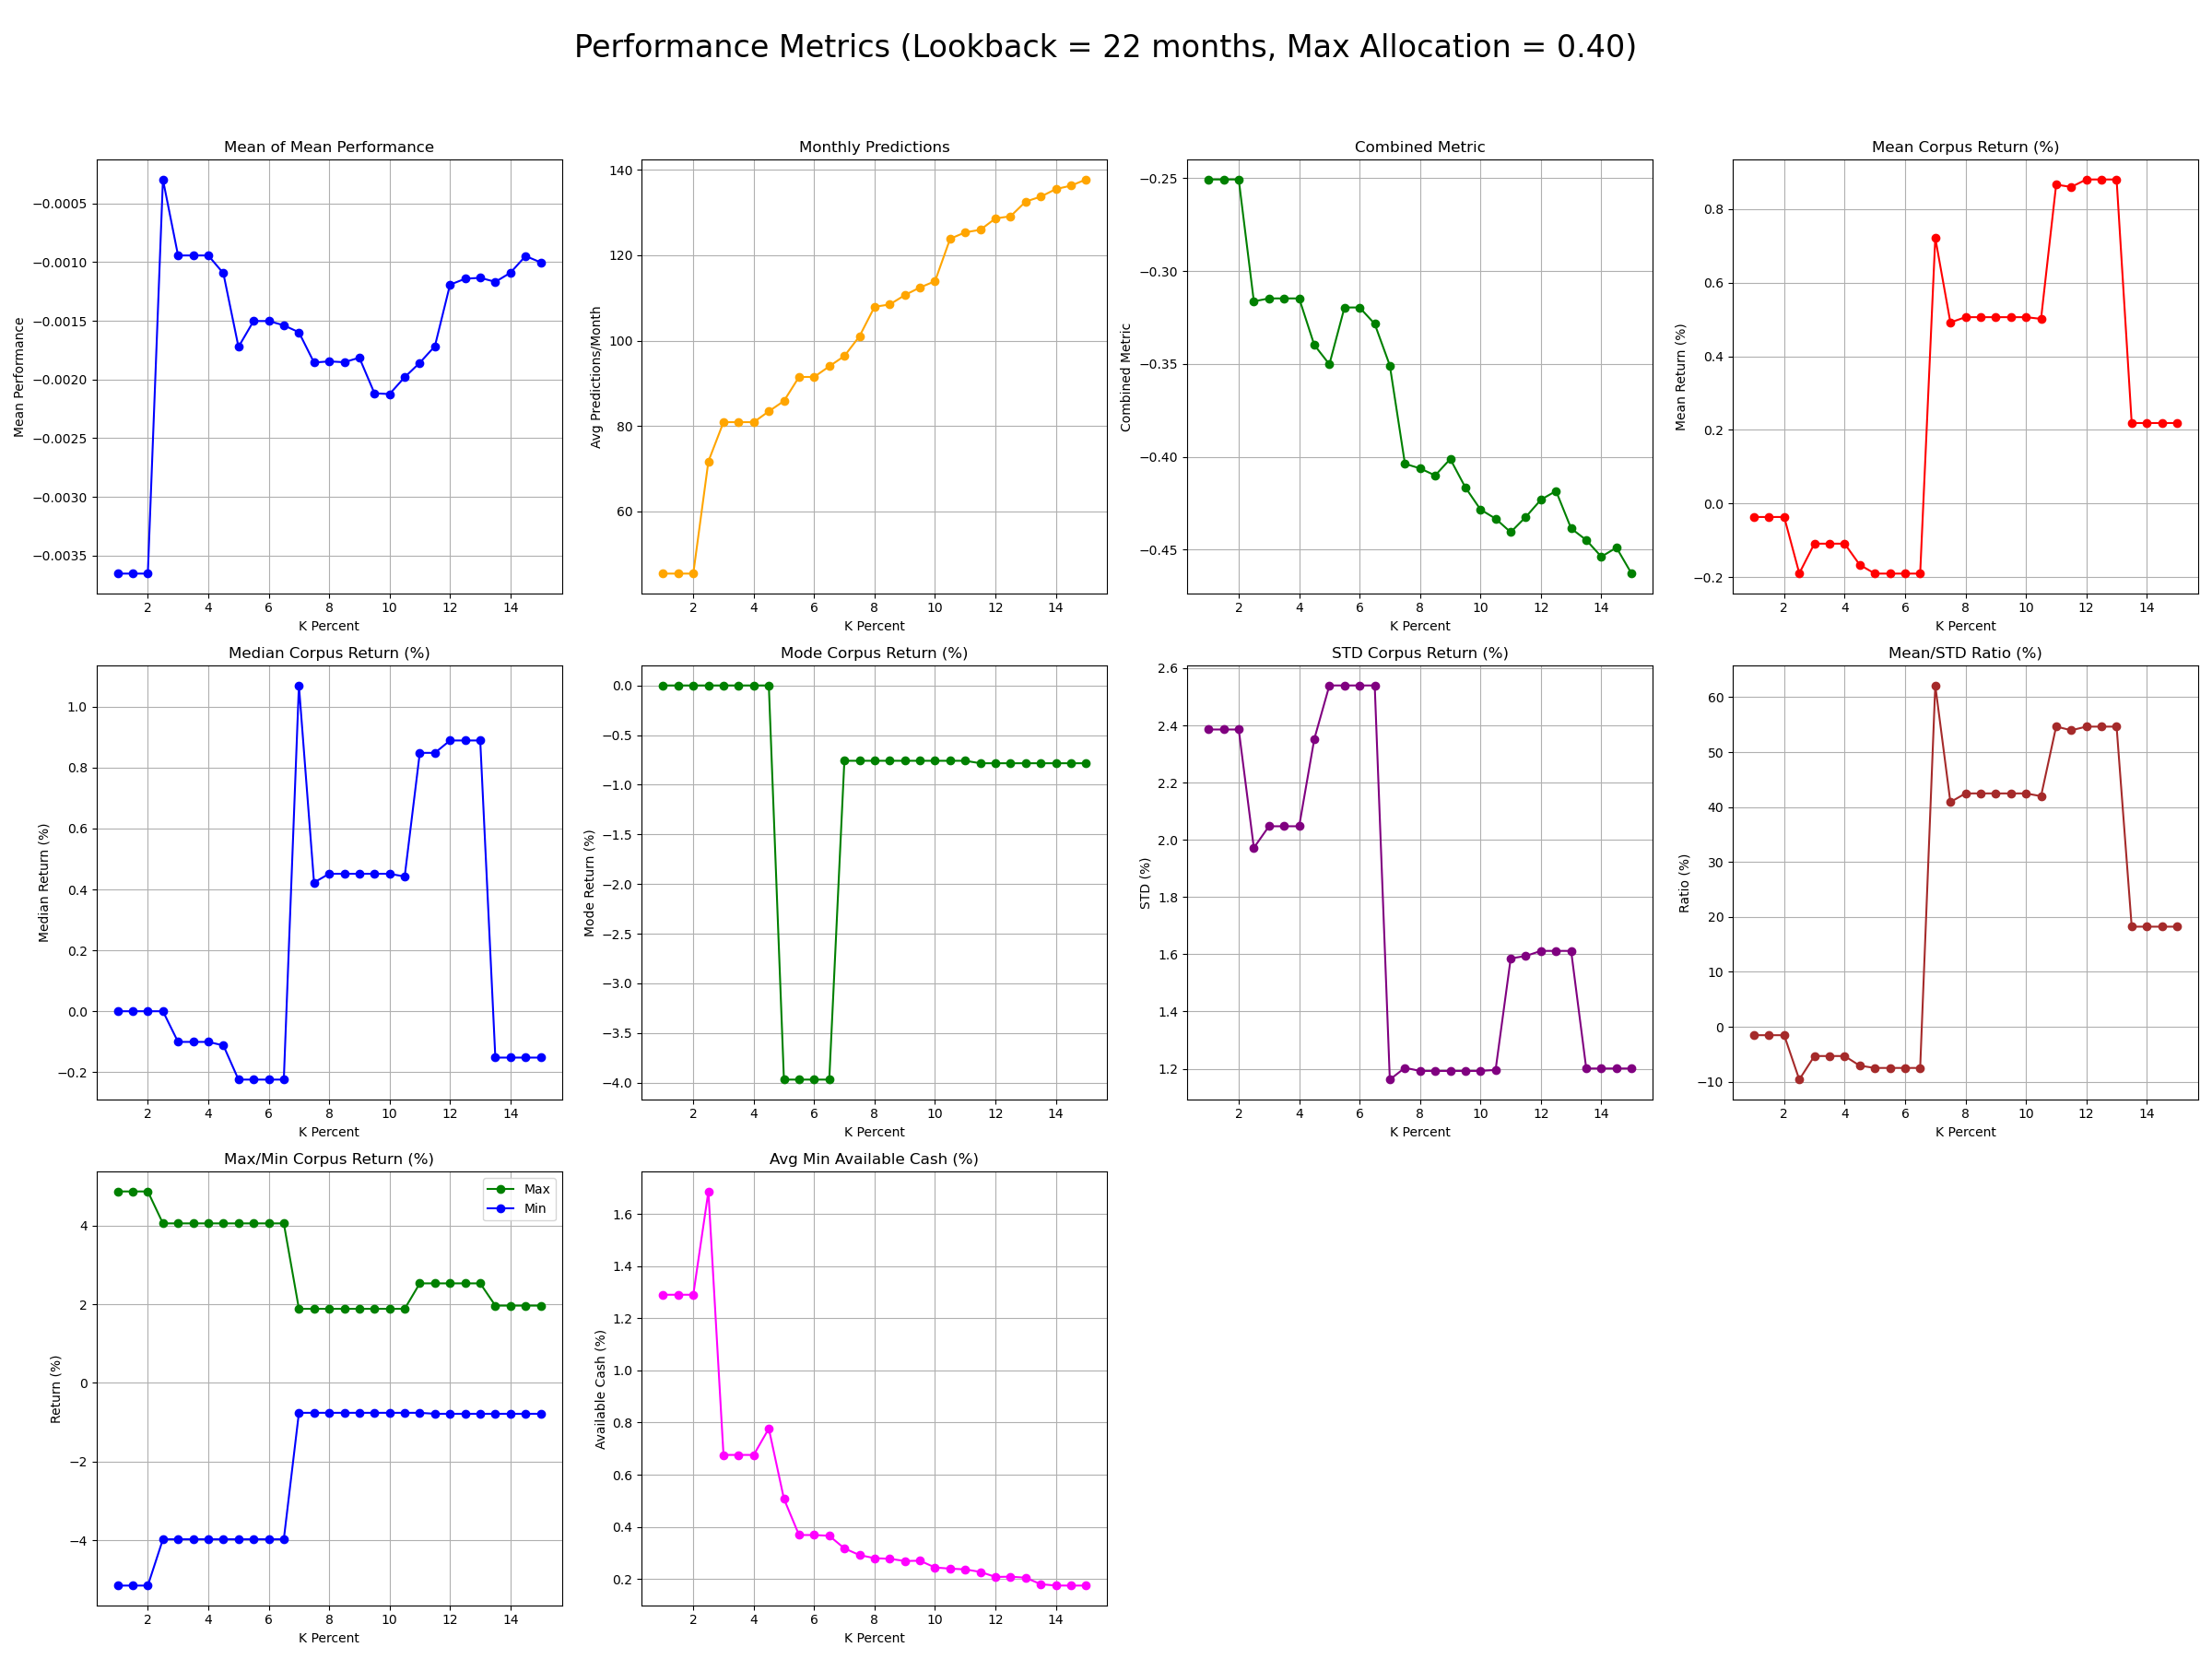 Performance Metrics (Lookback = 22 months, Max Allocation = 0.40)
Mean of Mean Performance
Mean Performance
−0.0005
−0.0010
−0.0015
−0.0020
−0.0025
−0.0030
−0.0035
2 4 6 8 10 12 14
K Percent
Monthly Predictions
Avg Predictions/Month
140
120
100
80
60
2 4 6 8 10 12 14
K Percent
Combined Metric
Combined Metric
−0.25
−0.30
−0.35
−0.40
−0.45
2 4 6 8 10 12 14
K Percent
Mean Corpus Return (%)
Mean Return (%)
0.8
0.6
0.4
0.2
0.0
−0.2
2 4 6 8 10 12 14
K Percent
Median Corpus Return (%)
Median Return (%)
1.0
0.8
0.6
0.4
0.2
0.0
−0.2
2 4 6 8 10 12 14
K Percent
Mode Corpus Return (%)
Mode Return (%)
0.0
−0.5
−1.0
−1.5
−2.0
−2.5
−3.0
−3.5
−4.0
2 4 6 8 10 12 14
K Percent
STD Corpus Return (%)
STD (%)
2.6
2.4
2.2
2.0
1.8
1.6
1.4
1.2
2 4 6 8 10 12 14
K Percent
Mean/STD Ratio (%)
Ratio (%)
60
50
40
30
20
10
0
−10
2 4 6 8 10 12 14
K Percent
Max/Min Corpus Return (%)
Return (%)
Max
Min
4
2
0
−2
−4
2 4 6 8 10 12 14
K Percent
Avg Min Available Cash (%)
Available Cash (%)
1.6
1.4
1.2
1.0
0.8
0.6
0.4
0.2
2 4 6 8 10 12 14
K Percent